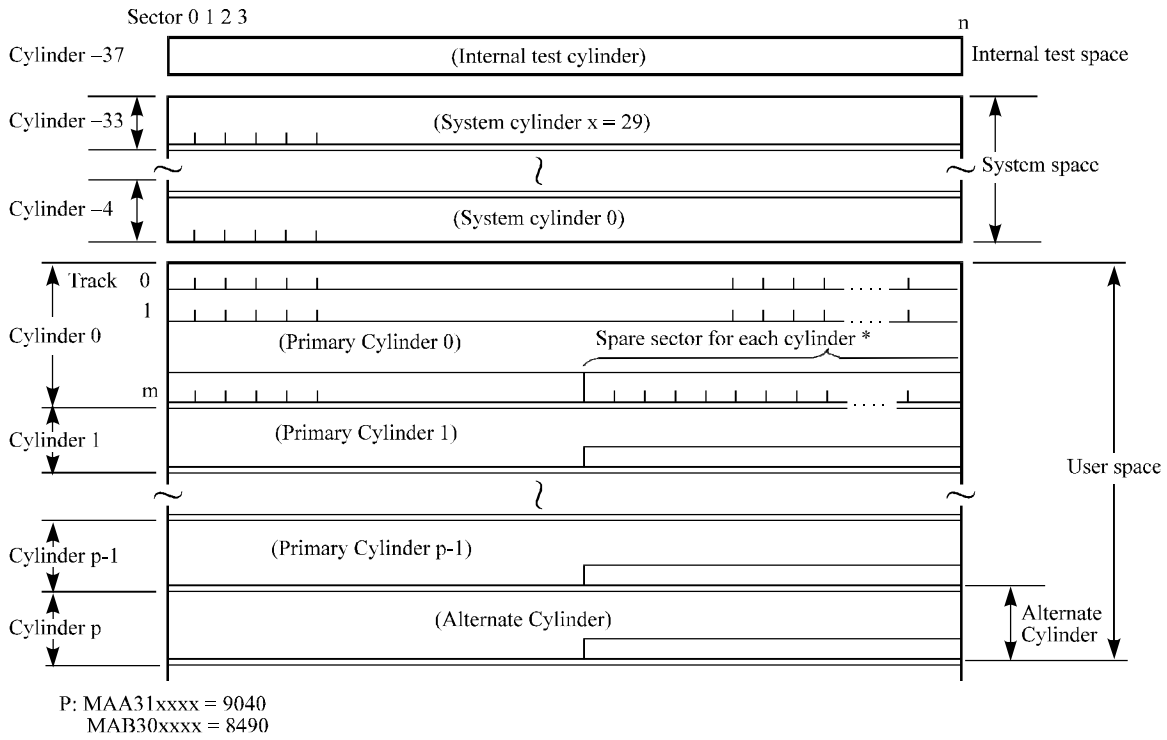 Sector 0 1 2 3
n
Cylinder –37
(Internal test cylinder)
Internal test space
Cylinder –33
(System cylinder x = 29)
System space
Cylinder –4
(System cylinder 0)
Track 0
1
Cylinder 0
(Primary Cylinder 0)
Spare sector for each cylinder *
m
Cylinder 1
(Primary Cylinder 1)
User space
Cylinder p-1
(Primary Cylinder p-1)
Cylinder p
(Alternate Cylinder)
Alternate
Cylinder
P: MAA31xxxx = 9040
MAB30xxxx = 8490